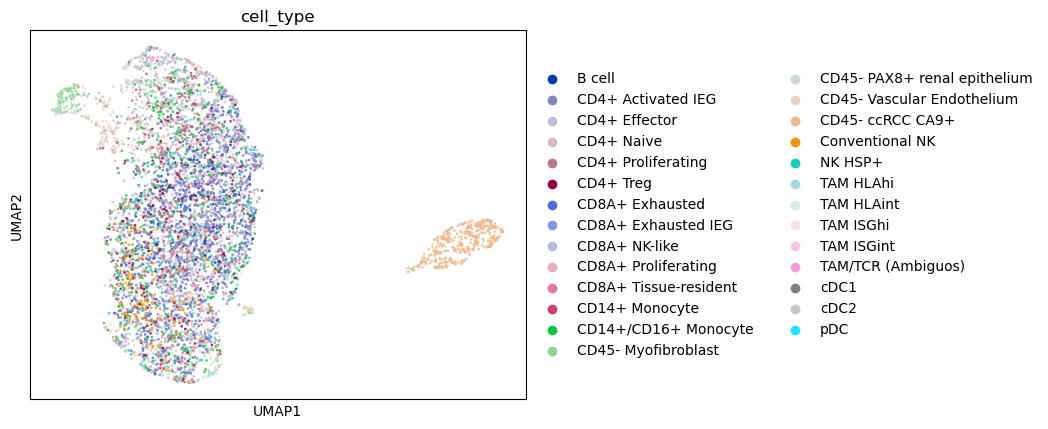 cell_type
UMAP2
UMAP1
B cell
CD4+ Activated IEG
CD4+ Effector
CD4+ Naive
CD4+ Proliferating
CD4+ Treg
CD8A+ Exhausted
CD8A+ Exhausted IEG
CD8A+ NK-like
CD8A+ Proliferating
CD8A+ Tissue-resident
CD14+ Monocyte
CD14+/CD16+ Monocyte
CD45- Myofibroblast
CD45- PAX8+ renal epithelium
CD45- Vascular Endothelium
CD45- ccRCC CA9+
Conventional NK
NK HSP+
TAM HLAhi
TAM HLAint
TAM ISGhi
TAM ISGint
TAM/TCR (Ambiguos)
cDC1
cDC2
pDC